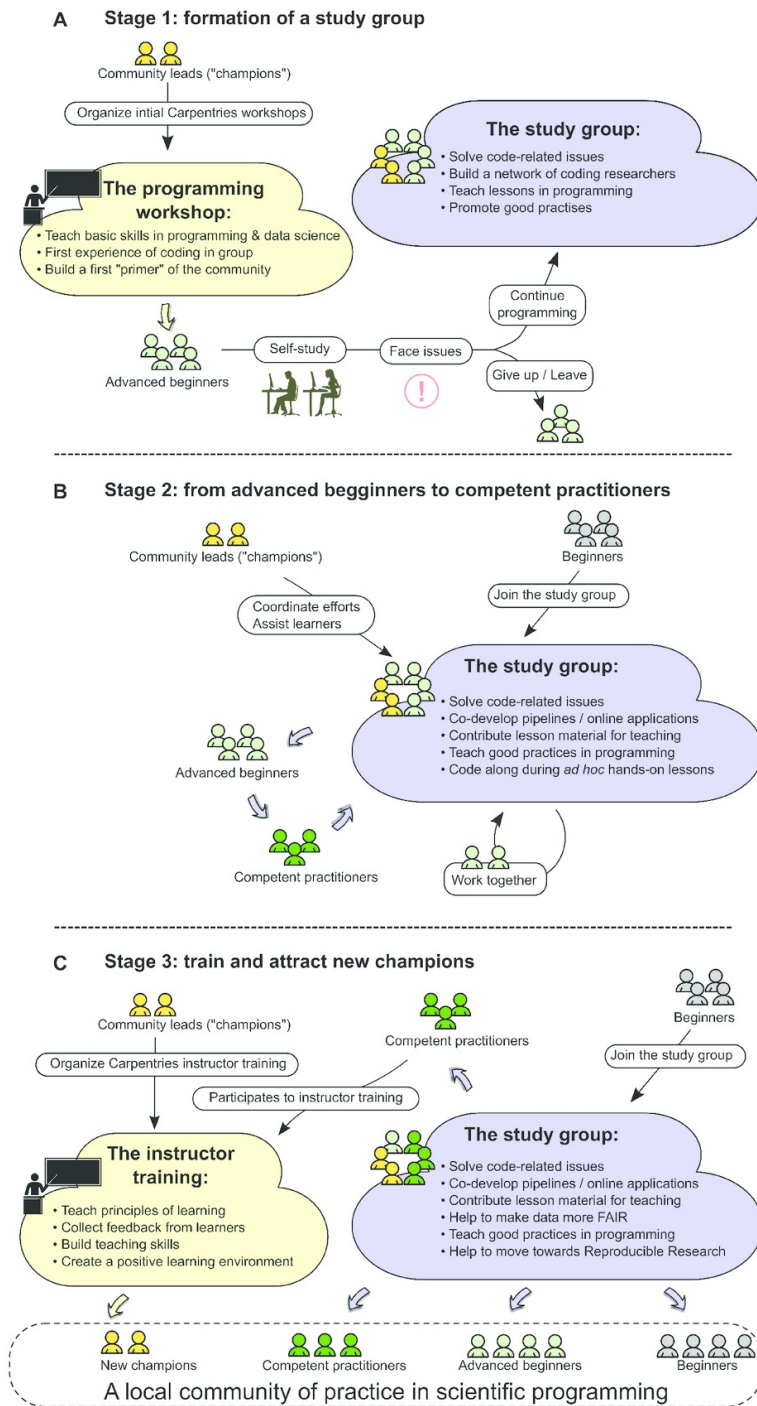 A Stage 1: formation of a study group
Community leads ("champions")
Organize intial Carpentries workshops
The programming
workshop:
• Teach basic skills in programming & data science
• First experience of coding in group
• Build a first "primer" of the community
The study group:
• Solve code-related issues
• Build a network of coding researchers
• Teach lessons in programming
• Promote good practises
Advanced beginners
Self-study
Face issues
!
Continue
programming
Give up / Leave
B Stage 2: from advanced begginners to competent practitioners
Community leads ("champions")
Beginners
Coordinate efforts
Assist learners
Join the study group
The study group:
• Solve code-related issues
• Co-develop pipelines / online applications
• Contribute lesson material for teaching
• Teach good practices in programming
• Code along during ad hoc hands-on lessons
Advanced beginners
Competent practitioners
Work together
C Stage 3: train and attract new champions
Community leads ("champions")
Competent practitioners
Beginners
Organize Carpentries instructor training
Join the study group
Participates to instructor training
The instructor
training:
• Teach principles of learning
• Collect feedback from learners
• Build teaching skills
• Create a positive learning environment
The study group:
• Solve code-related issues
• Co-develop pipelines / online applications
• Contribute lesson material for teaching
• Help to make data more FAIR
• Teach good practices in programming
• Help to move towards Reproducible Research
New champions
Competent practitioners
Advanced beginners
Beginners
A local community of practice in scientific programming